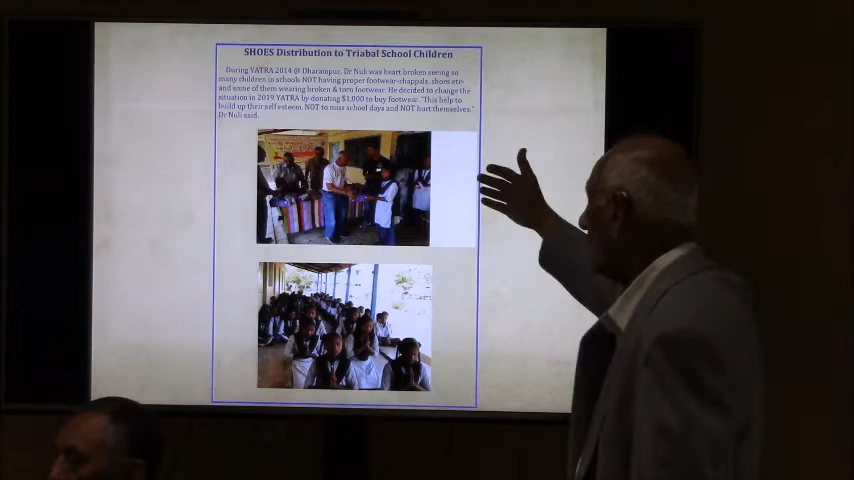 SHOES Distribution to Triabal School Children
During YATRA 2014 @ Dharampur, Dr Nuli was heart broken seeing so
many children in schools NOT having proper footwear-chappals, shoes etc-
and some of them wearing broken & torn footwear. He decided to change the
situation in 2019 YATRA by donating $1,000 to buy footwear. "This help to
build up their self esteem, NOT to miss school days and NOT hurt themselves."
Dr Nuli said.